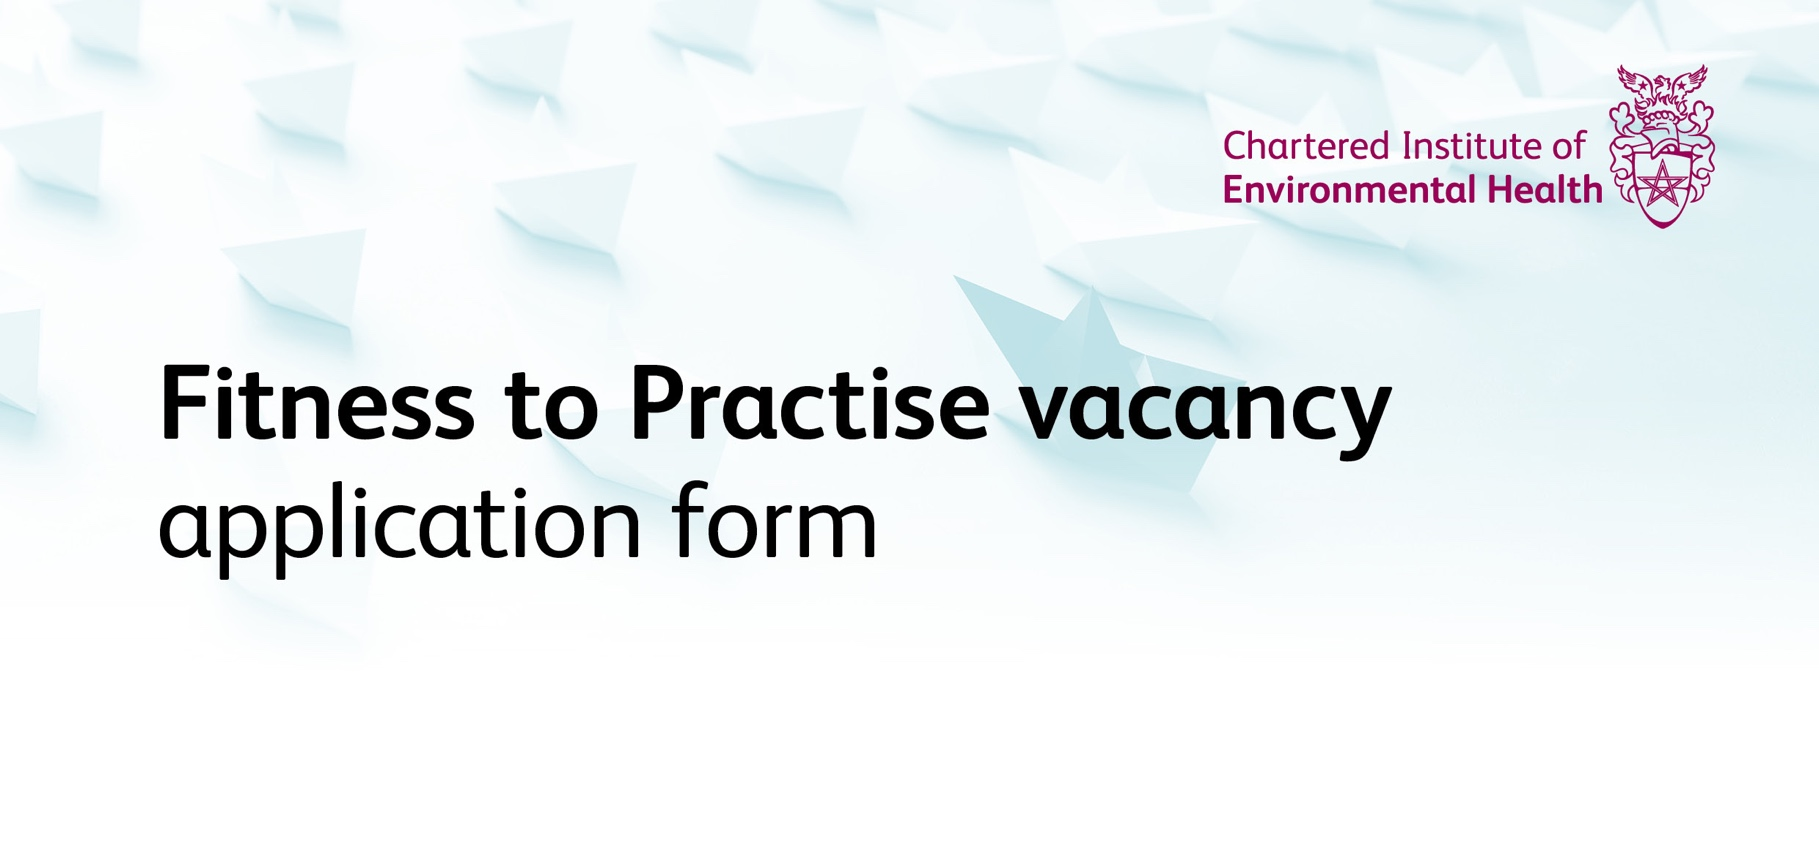 Chartered Institute of
Environmental Health
Fitness to Practise vacancy
application form